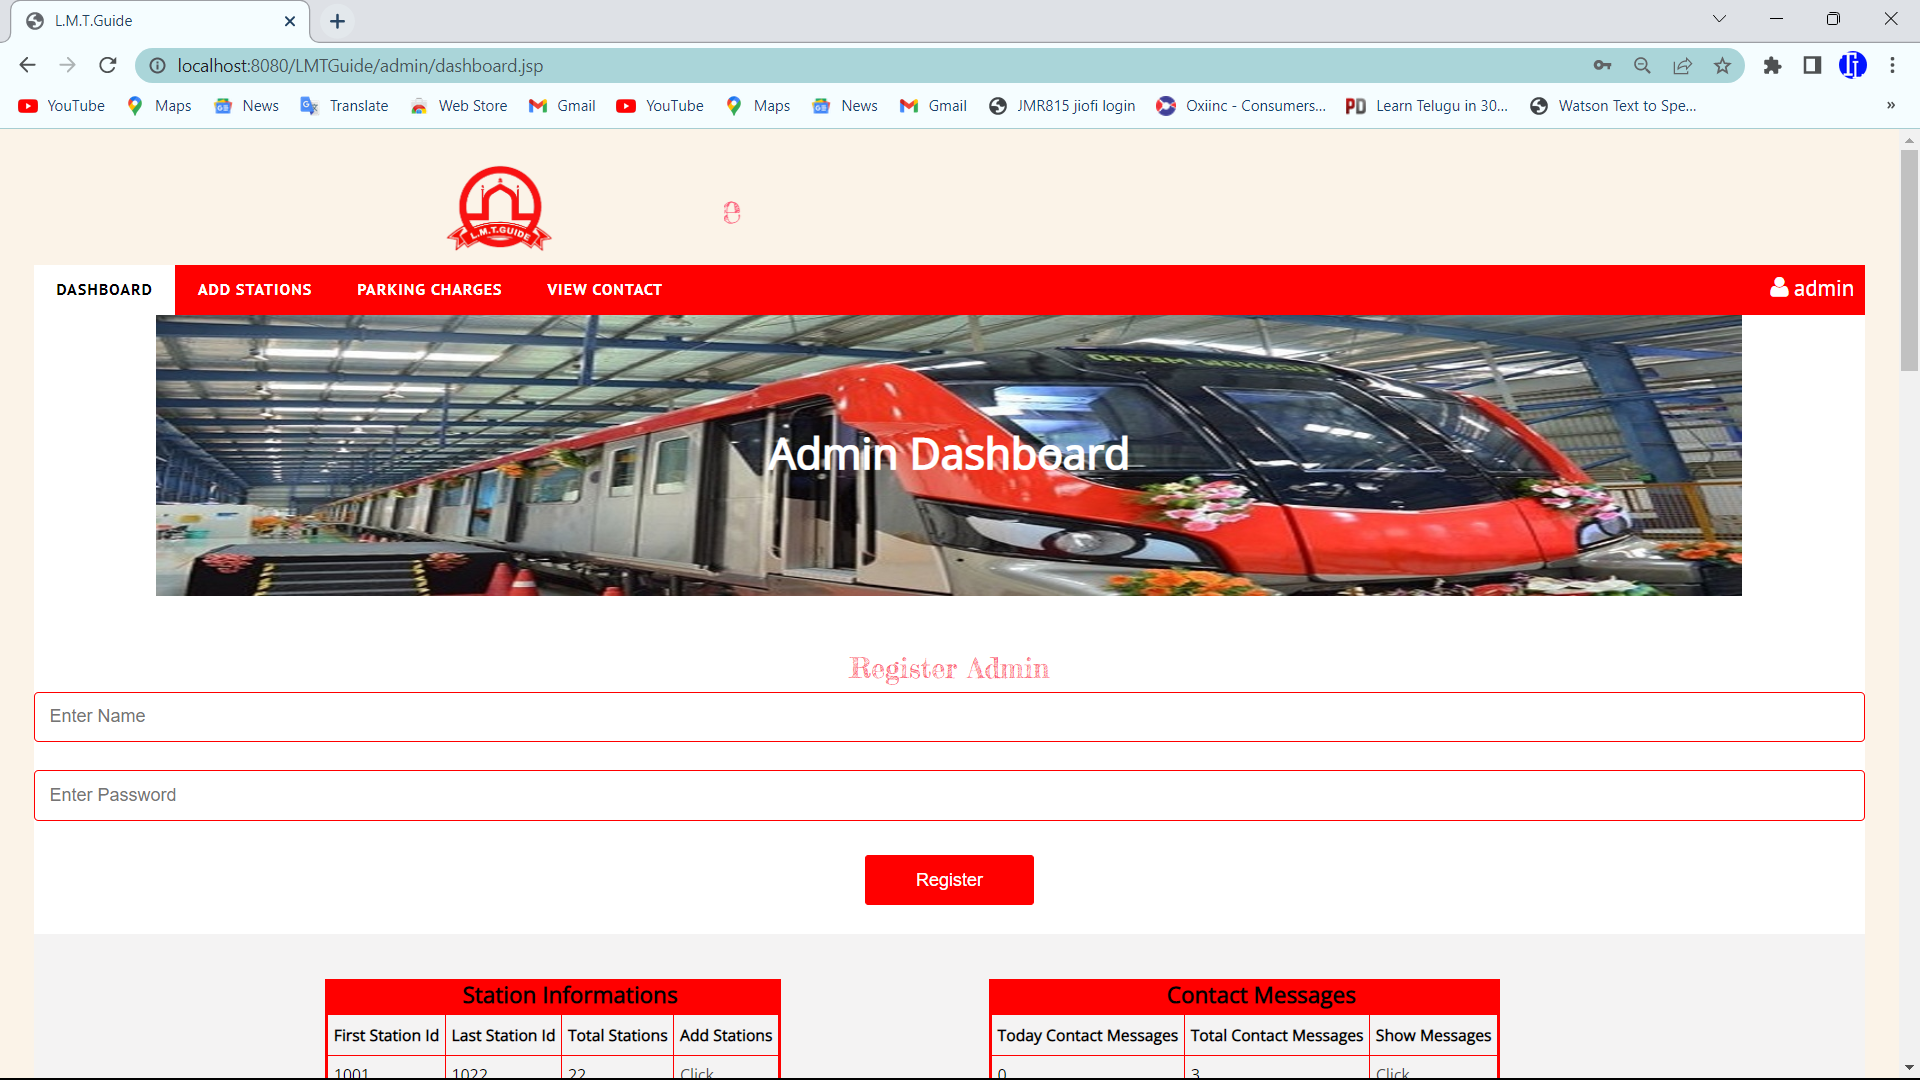 L.M.T.Guide
localhost:8080/LMTGuide/admin/dashboard.jsp
YouTube Maps News Translate Web Store Gmail YouTube Maps News Gmail JMR815 jiofi login Oxiinc - Consumers... Learn Telugu in 30... Watson Text to Spe... »
L.M.T.GUIDE
e
DASHBOARD ADD STATIONS PARKING CHARGES VIEW CONTACT admin
LUCKNOW METRO
Admin Dashboard
Register Admin
Enter Name
Enter Password
Register
Station Informations
First Station Id Last Station Id Total Stations Add Stations
1001 1022 22 Click
Contact Messages
Today Contact Messages Total Contact Messages Show Messages
0 3 Click